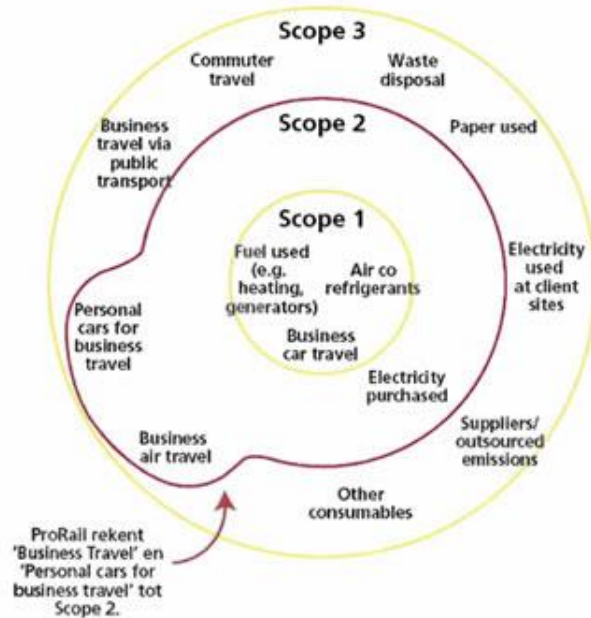 Scope 3
Commuter
travel
Waste
disposal
Business
travel via
public
transport
Scope 2
Paper used
Scope 1
Fuel used
(e.g.
heating,
generators)
Air co
refrigerants
Business
car travel
Electricity
used
at client
sites
Personal
cars for
business
travel
Electricity
purchased
Business
air travel
Suppliers/
outsourced
emissions
Other
consumables
ProRail rekent
'Business Travel' en
'Personal cars for
business travel' tot
Scope 2.